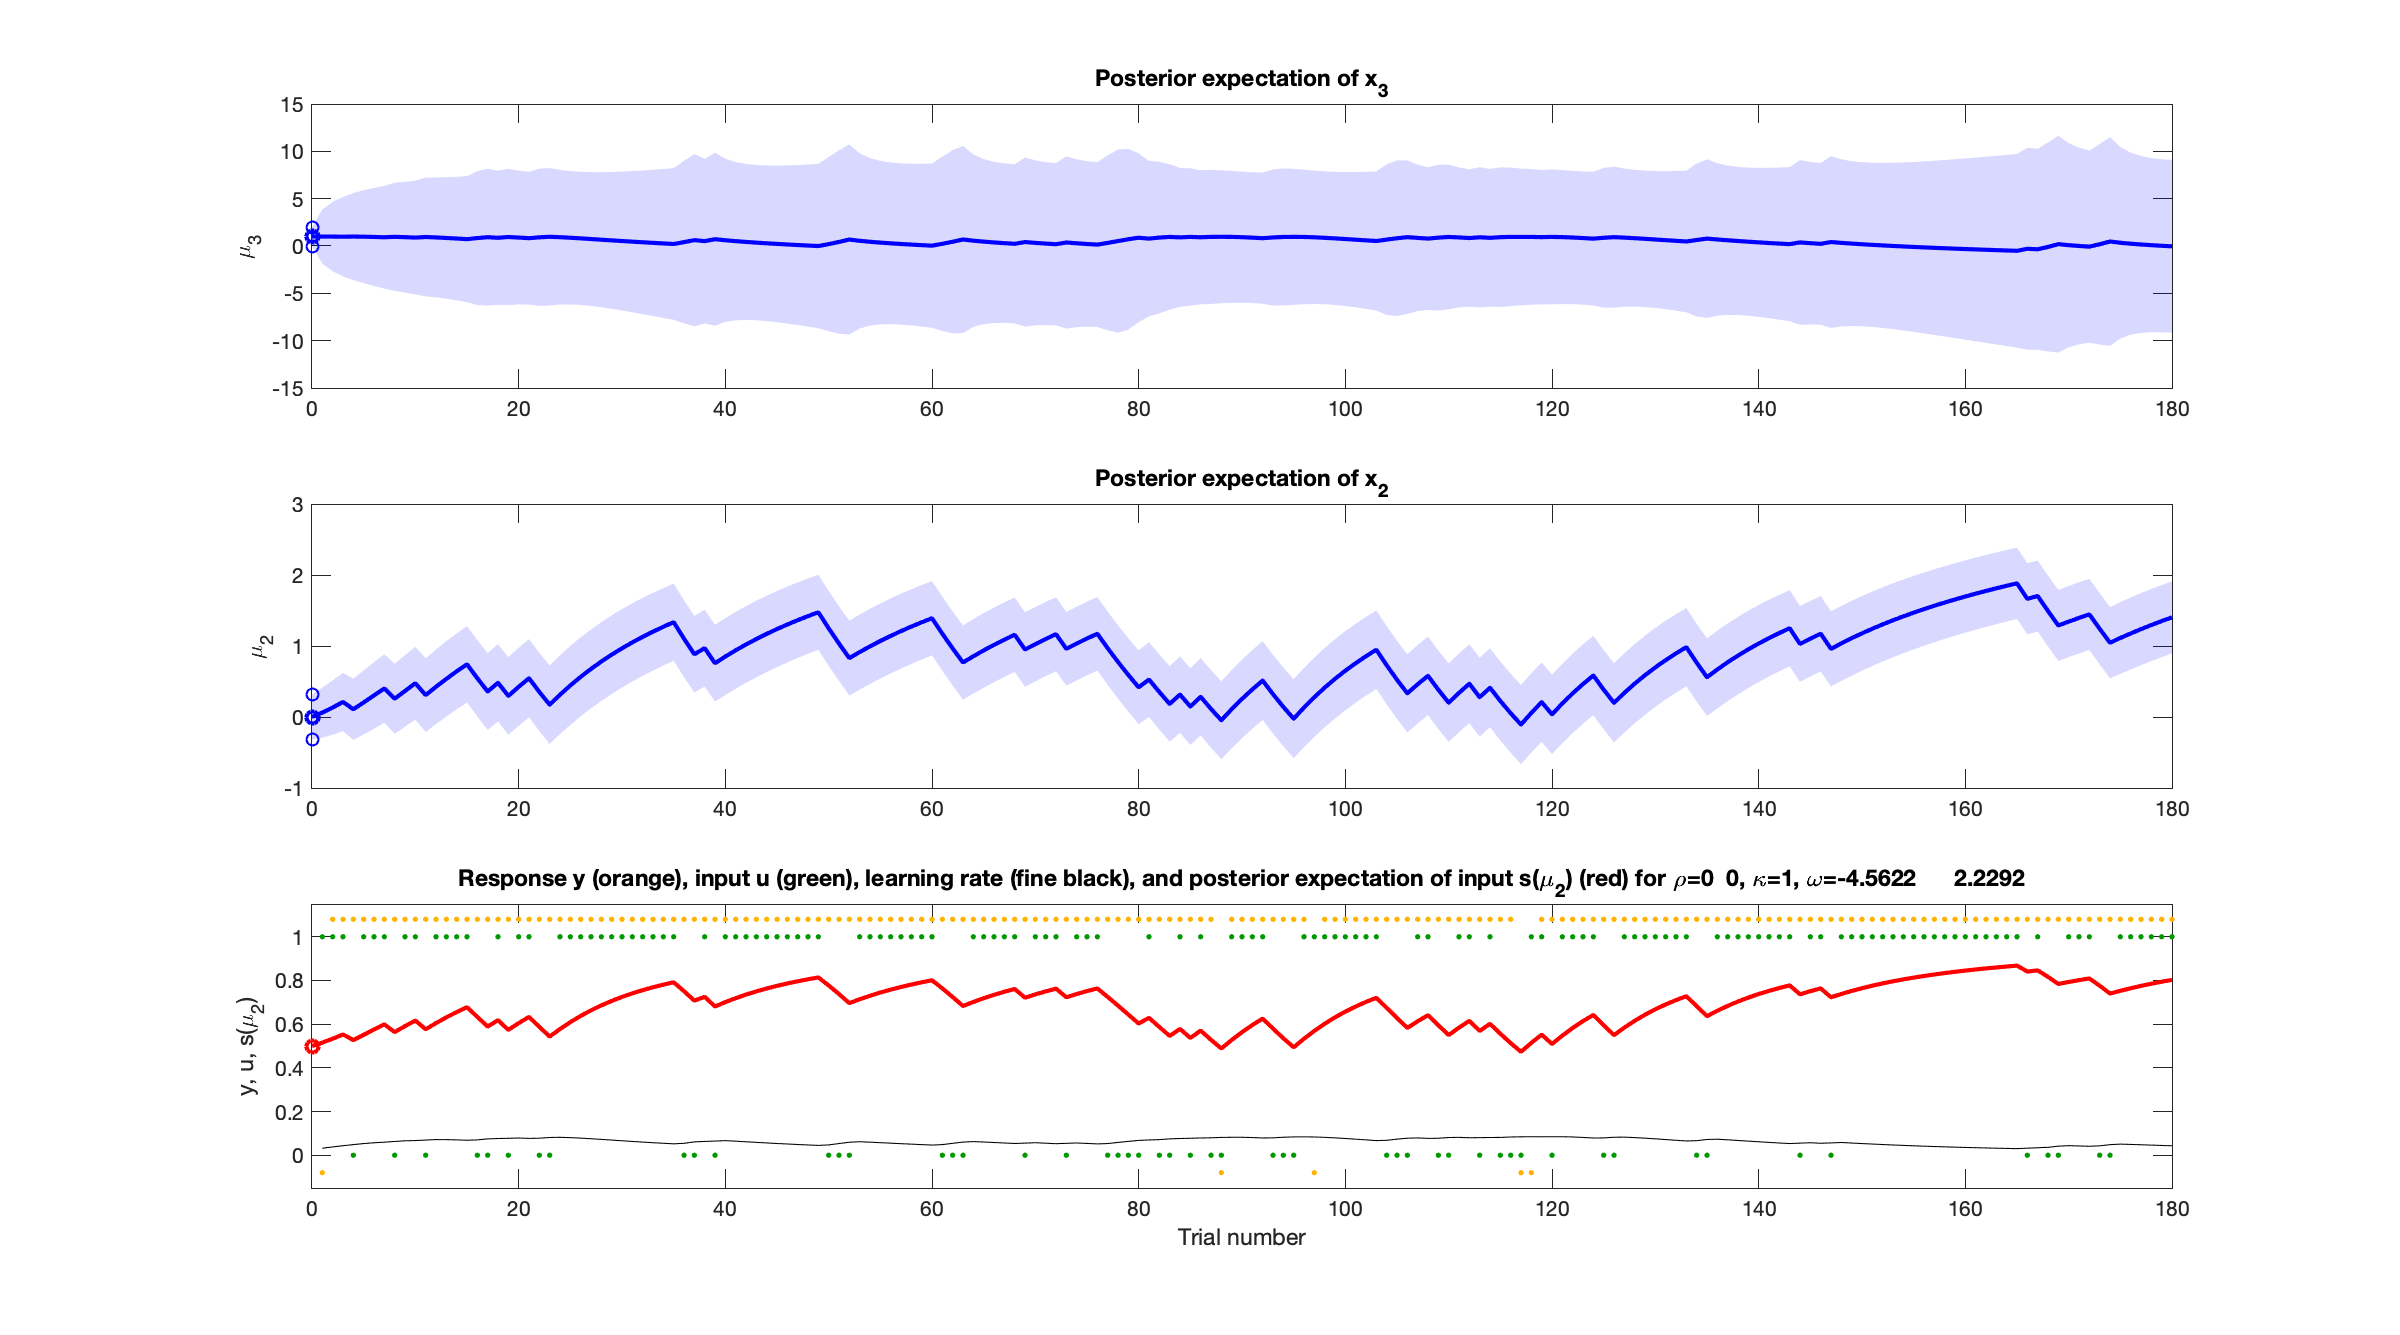 Posterior expectation of x₃
15
10
5
0
-5
-10
-15
μ₃
0 20 40 60 80 100 120 140 160 180
Posterior expectation of x₂
3
2
1
0
-1
μ₂
0 20 40 60 80 100 120 140 160 180
Response y (orange), input u (green), learning rate (fine black), and posterior expectation of input s(μ₂) (red) for ρ=0 0, κ=1, ω=-4.5622 2.2292
1
0.8
0.6
0.4
0.2
0
y, u, s(μ₂)
0 20 40 60 80 100 120 140 160 180
Trial number